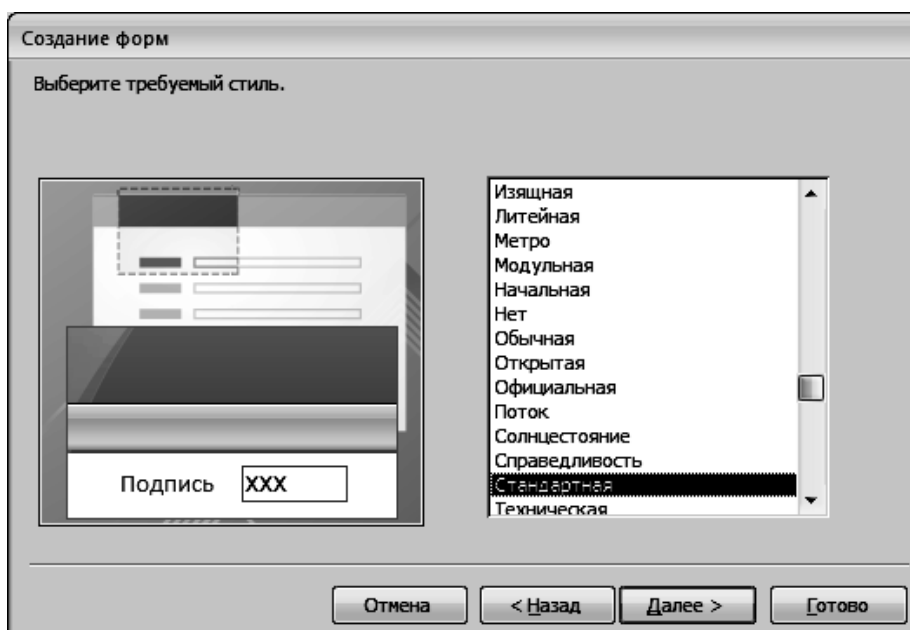 Создание форм
Выберите требуемый стиль.
Подпись XXX
Изящная
Литейная
Метро
Модульная
Начальная
Нет
Обычная
Открытая
Официальная
Поток
Солнцестояние
Справедливость
Стандартная
Техническая
Отмена
< Назад
Далее >
Готово